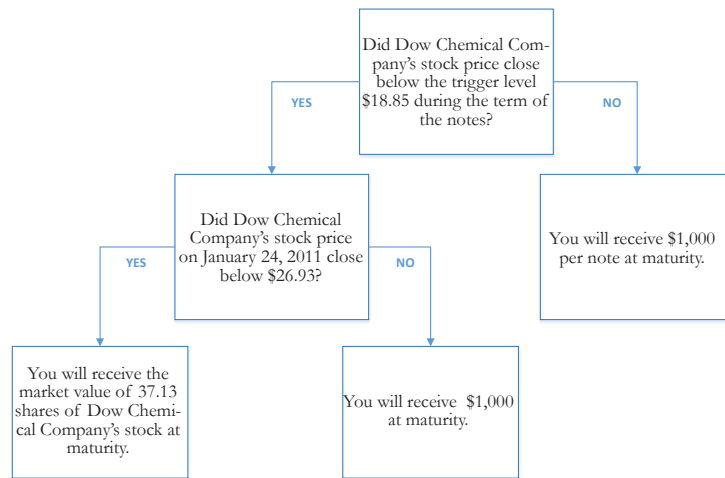 Did Dow Chemical Com-
pany's stock price close
below the trigger level
$18.85 during the term of
the notes?
YES
NO
Did Dow Chemical
Company's stock price
on January 24, 2011 close
below $26.93?
You will receive $1,000
per note at maturity.
YES
NO
You will receive the
market value of 37.13
shares of Dow Chemi-
cal Company's stock at
maturity.
You will receive $1,000
at maturity.